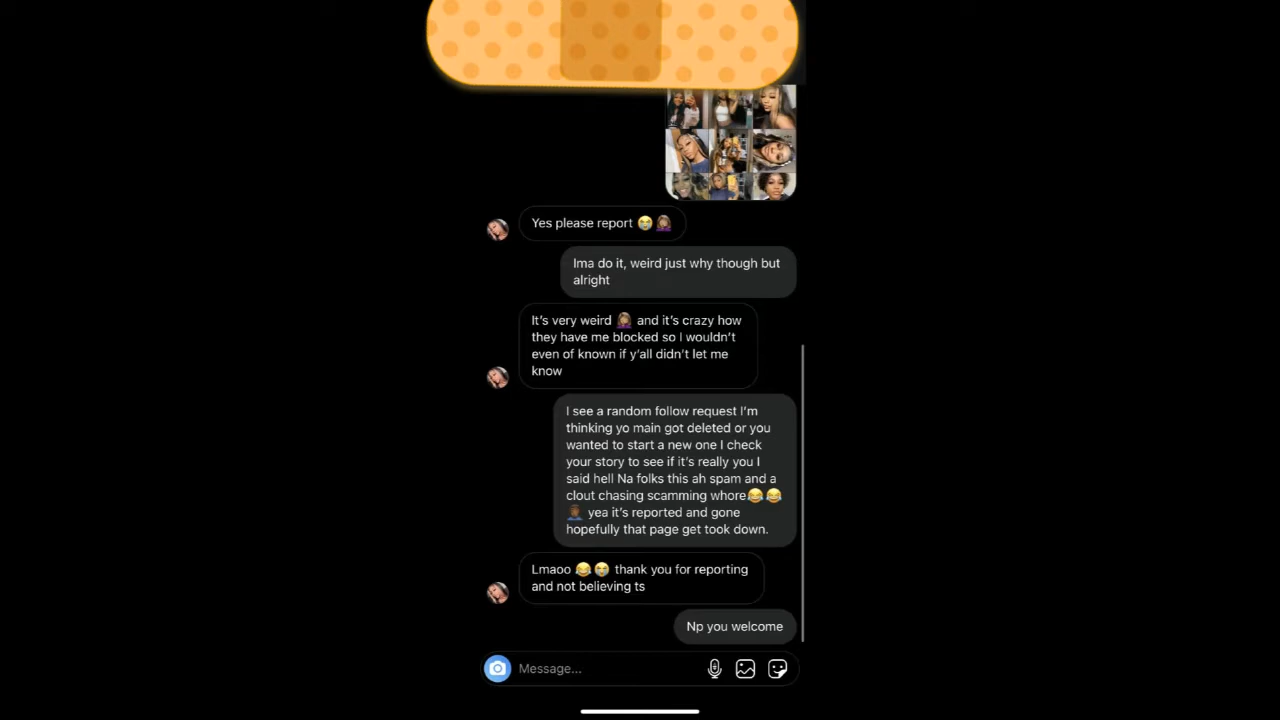 Yes please report 😭🤦🏽‍♀️
Ima do it, weird just why though but
alright
It's very weird 🤦🏽‍♀️ and it's crazy how
they have me blocked so I wouldn't
even of known if y'all didn't let me
know
I see a random follow request I'm
thinking yo main got deleted or you
wanted to start a new one I check
your story to see if it's really you I
said hell Na folks this ah spam and a
clout chasing scamming whore😂😂
🤦🏾‍♂️ yea it's reported and gone
hopefully that page get took down.
Lmaoo 😂😭 thank you for reporting
and not believing ts
Np you welcome
Message...